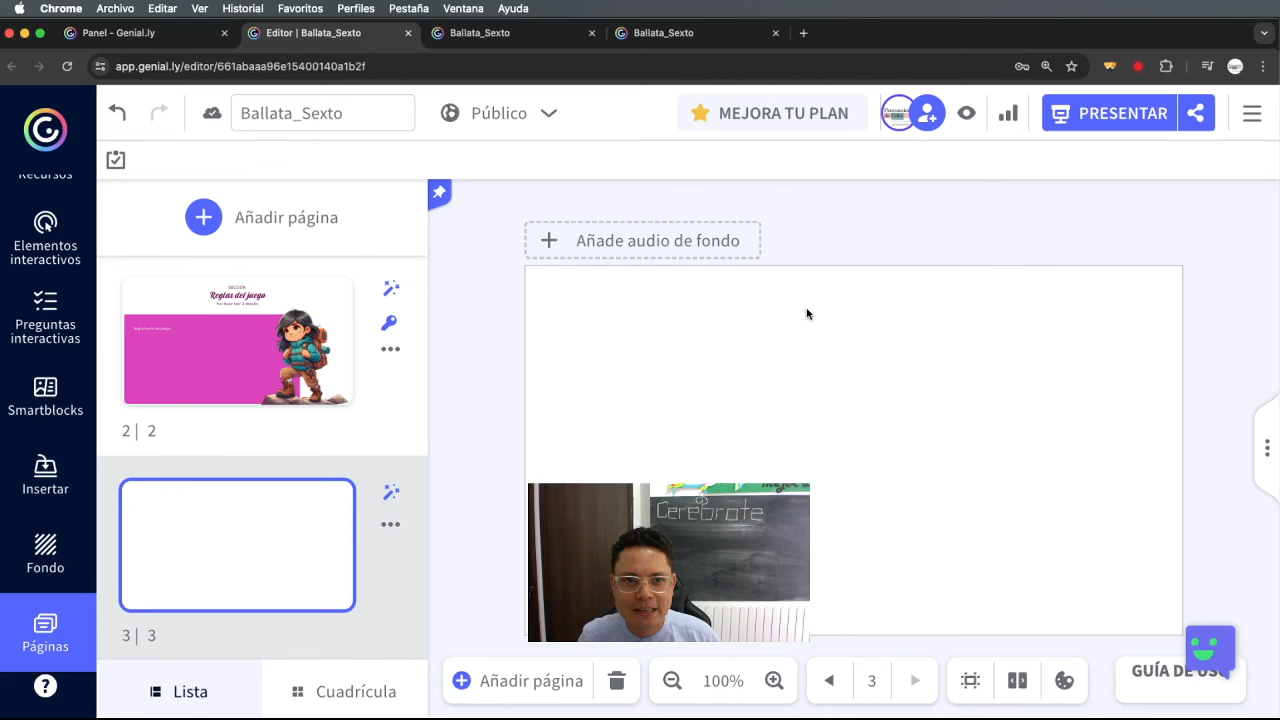 Chrome Archivo Editar Ver Historial Favoritos Perfiles Pestaña Ventana Ayuda
Panel - Genial.ly
Editor | Ballata_Sexto
Ballata_Sexto
Ballata_Sexto
app.genial.ly/editor/661abaaa96e15400140a1b2f
Ballata_Sexto
Público
MEJORA TU PLAN
PRESENTAR
Recursos
Elementos
interactivos
Preguntas
interactivas
Smartblocks
Insertar
Fondo
Páginas
Añadir página
SECCIÓN
Reglas del juego
2 | 2
3 | 3
Lista
Cuadrícula
Añade audio de fondo
Cerebrote
Añadir página
100%
3
GUÍA DE USO